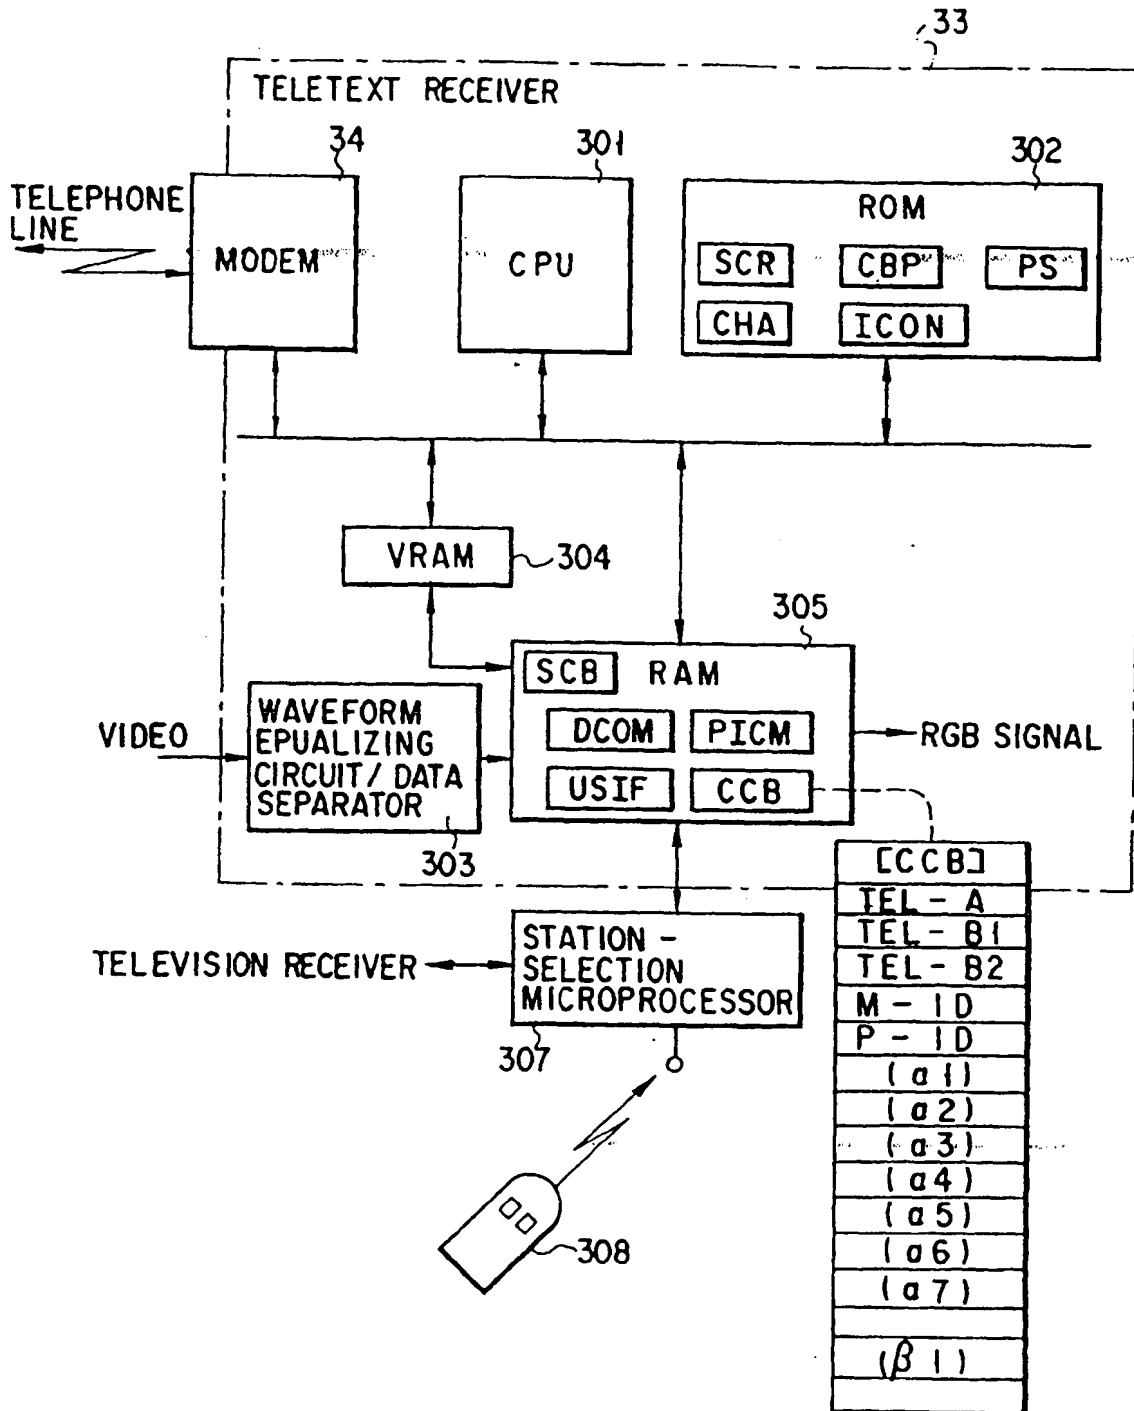 33
TELETEXT RECEIVER
34
301
302
TELEPHONE
LINE
MODEM
CPU
ROM
SCR
CBP
PS
CHA
ICON
VRAM
304
305
SCB
RAM
DCOM
PICM
USIF
CCB
VIDEO
WAVEFORM
EPUALIZING
CIRCUIT/DATA
SEPARATOR
303
RGB SIGNAL
[CCB]
TEL-A
TEL-B1
TEL-B2
M-ID
P-ID
(α1)
(α2)
(α3)
(α4)
(α5)
(α6)
(α7)
(β1)
TELEVISION RECEIVER
STATION-
SELECTION
MICROPROCESSOR
307
308